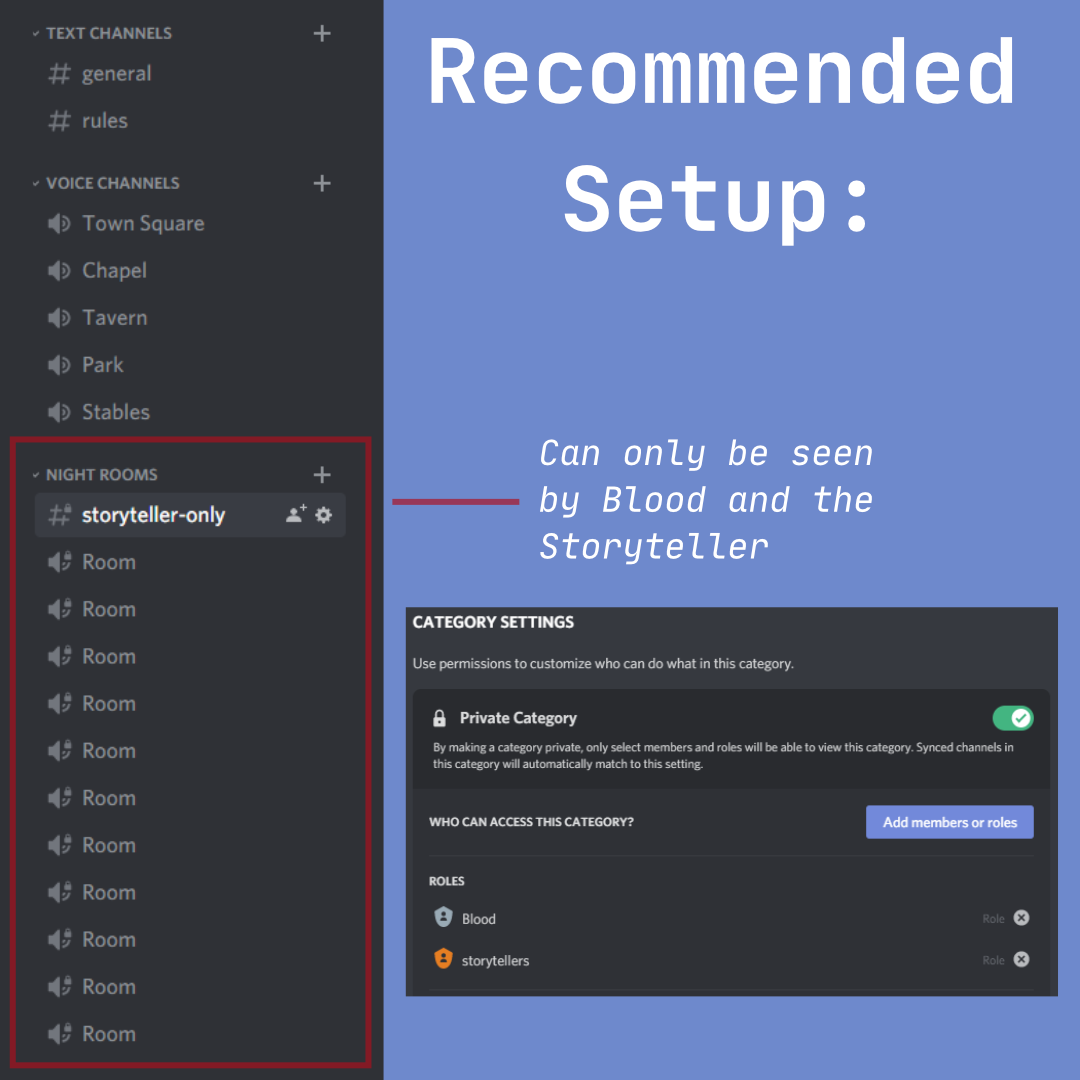 TEXT CHANNELS
general
rules
VOICE CHANNELS
Town Square
Chapel
Tavern
Park
Stables
NIGHT ROOMS
storyteller-only
Room
Room
Room
Room
Room
Room
Room
Room
Room
Room
Room
Recommended
Setup:
Can only be seen
by Blood and the
Storyteller
CATEGORY SETTINGS
Use permissions to customize who can do what in this category.
Private Category
By making a category private, only select members and roles will be able to view this category. Synced channels in
this category will automatically match to this setting.
WHO CAN ACCESS THIS CATEGORY?
Add members or roles
ROLES
Blood
Role
storytellers
Role